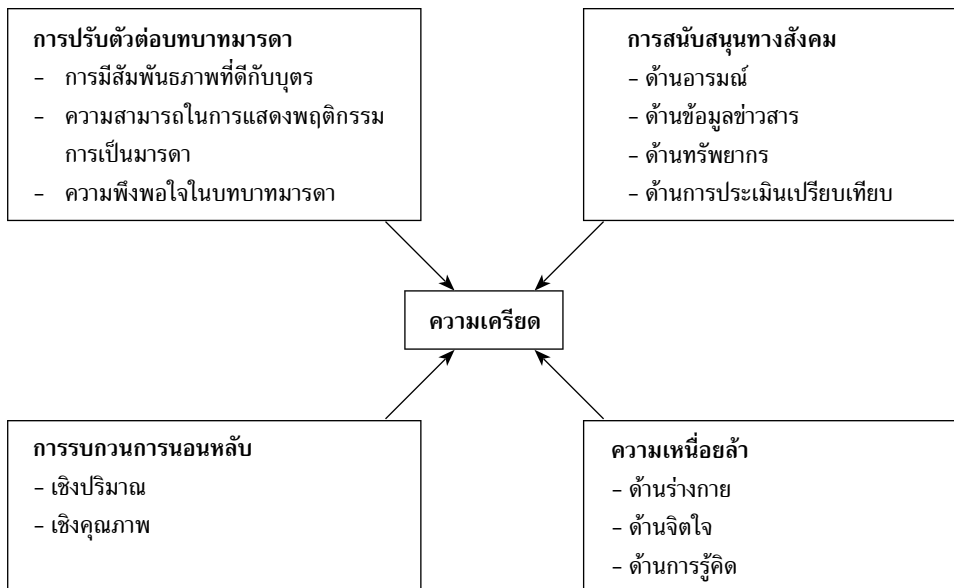 การปรับตัวต่อบทบาทมารดา
– การมีสัมพันธภาพที่ดีกับบุตร
– ความสามารถในการแสดงพฤติกรรม
การเป็นมารดา
– ความพึงพอใจในบทบาทมารดา
การสนับสนุนทางสังคม
– ด้านอารมณ์
– ด้านข้อมูลข่าวสาร
– ด้านทรัพยากร
– ด้านการประเมินเปรียบเทียบ
ความเครียด
การรบกวนการนอนหลับ
– เชิงปริมาณ
– เชิงคุณภาพ
ความเหนื่อยล้า
– ด้านร่างกาย
– ด้านจิตใจ
– ด้านการรู้คิด